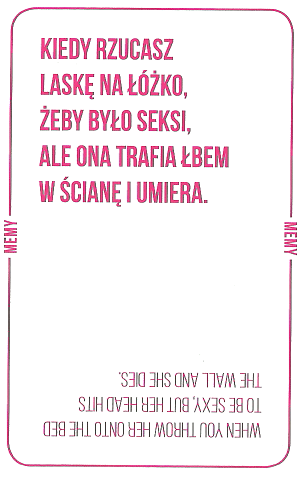 KIEDY RZUCASZ
LASKĘ NA ŁÓŻKO,
ŻEBY BYŁO SEKSI,
ALE ONA TRAFIA ŁBEM
W ŚCIANĘ I UMIERA.
MEMY
MEMY
WHEN YOU THROW HER ONTO THE BED
TO BE SEXY, BUT HER HEAD HITS
THE WALL AND SHE DIES.